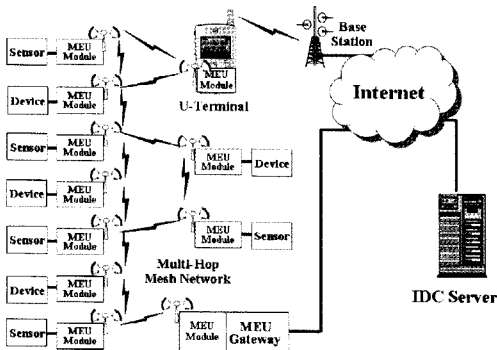 Base
Station
Sensor
MEU
Module
MEU
Module
U-Terminal
Internet
Device
MEU
Module
Sensor
MEU
Module
MEU
Module
Device
Device
MEU
Module
Sensor
MEU
Module
MEU
Module
Sensor
Multi-Hop
Mesh Network
Device
MEU
Module
IDC Server
Sensor
MEU
Module
MEU
Module
MEU
Gateway